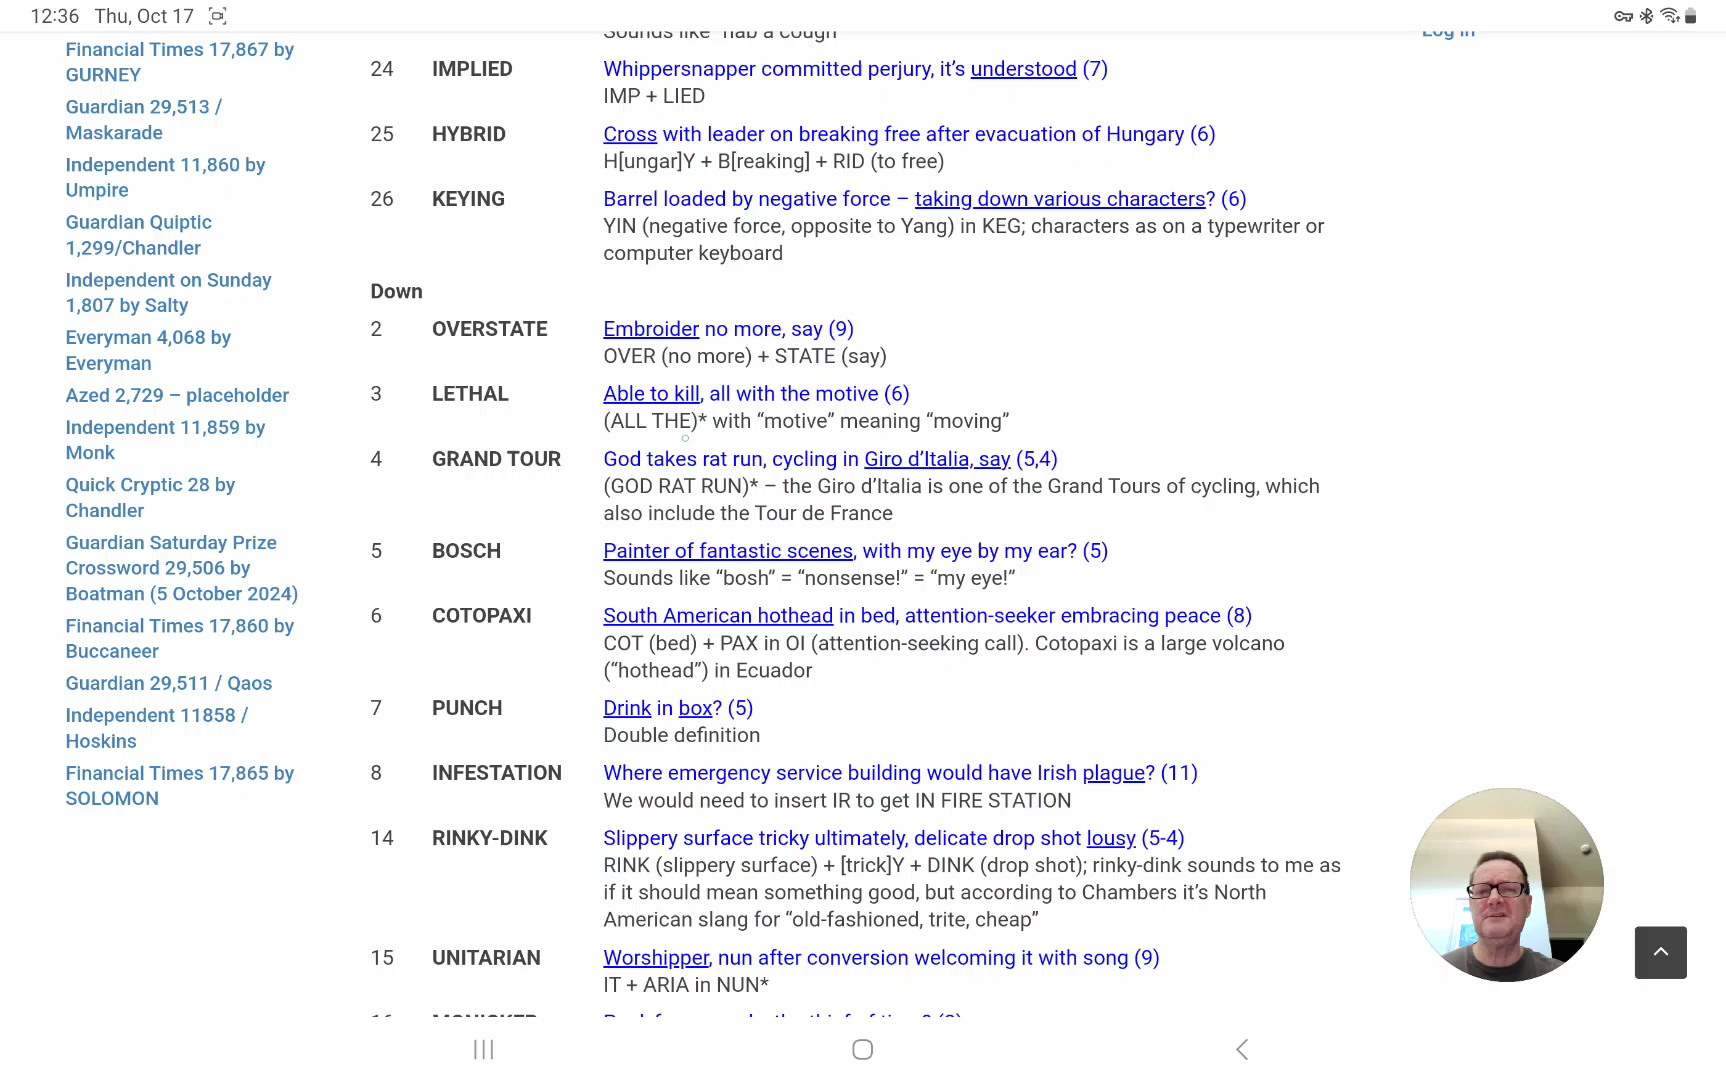 12:36 Thu, Oct 17
Sounds like “nab a cough”
Log in
Financial Times 17,867 by
GURNEY
Guardian 29,513 /
Maskarade
Independent 11,860 by
Umpire
Guardian Quiptic
1,299/Chandler
Independent on Sunday
1,807 by Salty
Everyman 4,068 by
Everyman
Azed 2,729 – placeholder
Independent 11,859 by
Monk
Quick Cryptic 28 by
Chandler
Guardian Saturday Prize
Crossword 29,506 by
Boatman (5 October 2024)
Financial Times 17,860 by
Buccaneer
Guardian 29,511 / Qaos
Independent 11858 /
Hoskins
Financial Times 17,865 by
SOLOMON
24 IMPLIED Whippersnapper committed perjury, it’s understood (7)
IMP + LIED
25 HYBRID Cross with leader on breaking free after evacuation of Hungary (6)
H[ungar]Y + B[reaking] + RID (to free)
26 KEYING Barrel loaded by negative force – taking down various characters? (6)
YIN (negative force, opposite to Yang) in KEG; characters as on a typewriter or
computer keyboard
Down
2 OVERSTATE Embroider no more, say (9)
OVER (no more) + STATE (say)
3 LETHAL Able to kill, all with the motive (6)
(ALL THE)* with “motive” meaning “moving”
4 GRAND TOUR God takes rat run, cycling in Giro d’Italia, say (5,4)
(GOD RAT RUN)* – the Giro d’Italia is one of the Grand Tours of cycling, which
also include the Tour de France
5 BOSCH Painter of fantastic scenes, with my eye by my ear? (5)
Sounds like “bosh” = “nonsense!” = “my eye!”
6 COTOPAXI South American hothead in bed, attention-seeker embracing peace (8)
COT (bed) + PAX in OI (attention-seeking call). Cotopaxi is a large volcano
(“hothead”) in Ecuador
7 PUNCH Drink in box? (5)
Double definition
8 INFESTATION Where emergency service building would have Irish plague? (11)
We would need to insert IR to get IN FIRE STATION
14 RINKY-DINK Slippery surface tricky ultimately, delicate drop shot lousy (5-4)
RINK (slippery surface) + [trick]Y + DINK (drop shot); rinky-dink sounds to me as
if it should mean something good, but according to Chambers it’s North
American slang for “old-fashioned, trite, cheap”
15 UNITARIAN Worshipper, nun after conversion welcoming it with song (9)
IT + ARIA in NUN*